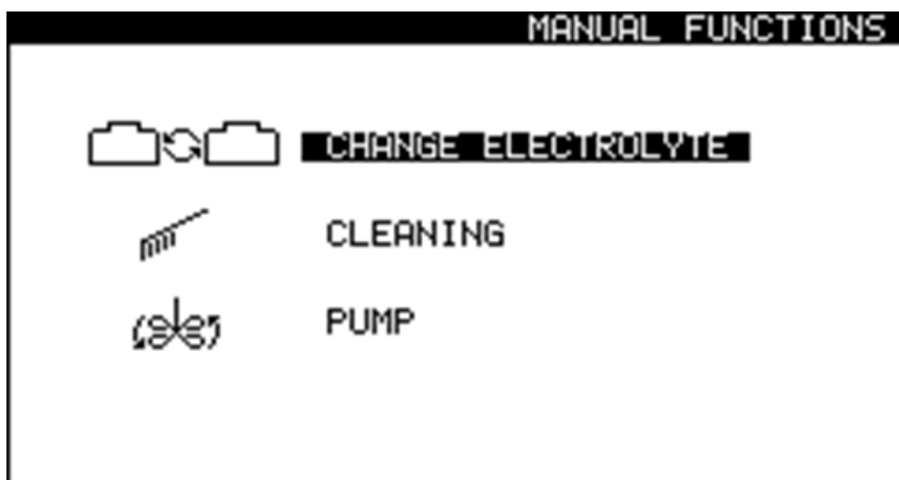 MANUAL FUNCTIONS
CHANGE ELECTROLYTE
CLEANING
PUMP